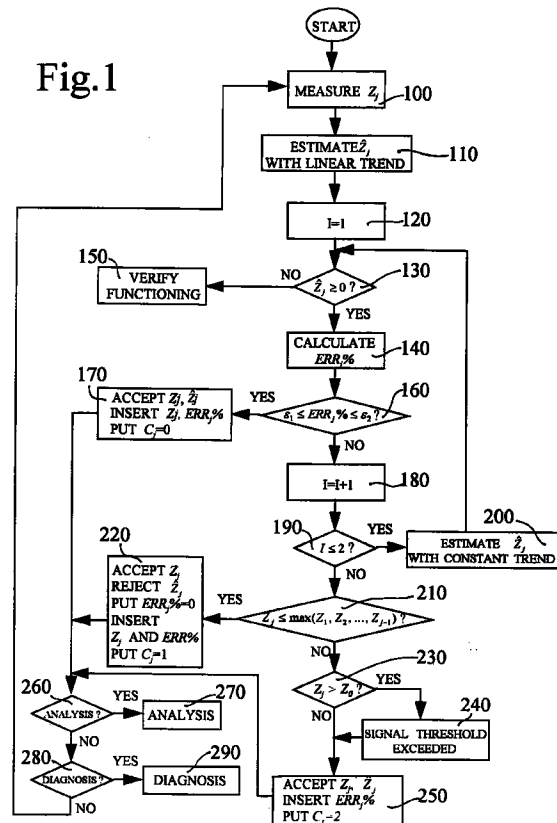 Fig.1
START
MEASURE Zj
100
ESTIMATE Ẑj
WITH LINEAR TREND
110
I=1
120
150
VERIFY
FUNCTIONING
NO
Ẑj ≥ 0 ?
130
YES
CALCULATE
ERRj%
140
170
ACCEPT Zj, Ẑj
INSERT Zj, ERRj%
PUT Cj=0
YES
ε1 ≤ ERRj% ≤ ε2 ?
160
NO
I=I+1
180
190
I ≤ 2 ?
YES
200
ESTIMATE Ẑj
WITH CONSTANT TREND
NO
220
ACCEPT Zj
REJECT Ẑj
PUT ERRj%=0
INSERT
Zj AND ERR%
PUT Cj=1
YES
Zj ≤ max(Z1, Z2, ..., Zj-1) ?
210
NO
230
Zj > Z0 ?
YES
240
SIGNAL THRESHOLD
EXCEEDED
NO
260
ANALYSIS ?
YES
270
ANALYSIS
NO
280
DIAGNOSIS ?
YES
290
DIAGNOSIS
NO
ACCEPT Zj, Ẑj
INSERT ERRj%
PUT Cj=2
250